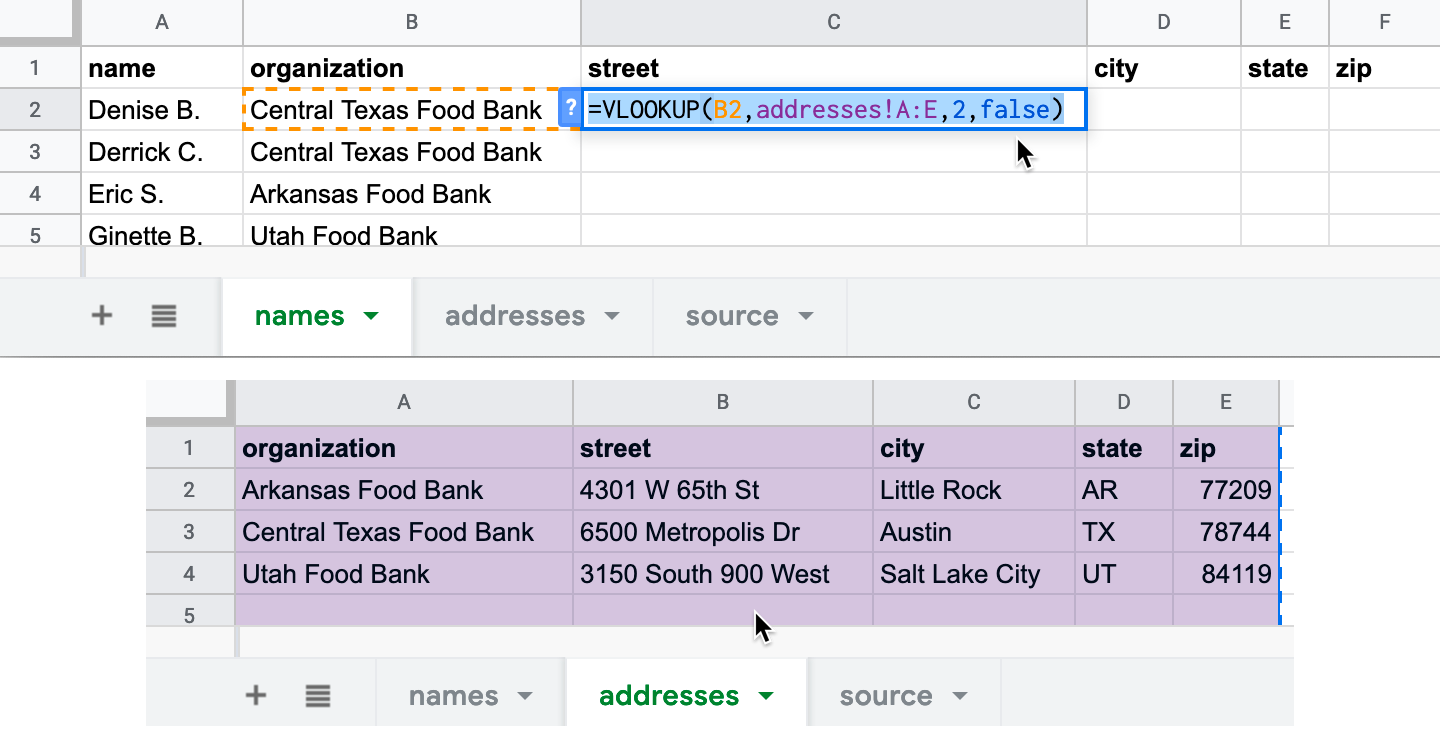 A B C D E F
1 name organization street city state zip
2 Denise B. Central Texas Food Bank ? =VLOOKUP(B2,addresses!A:E,2,false)
3 Derrick C. Central Texas Food Bank
4 Eric S. Arkansas Food Bank
5 Ginette B. Utah Food Bank
+ names addresses source
A B C D E
1 organization street city state zip
2 Arkansas Food Bank 4301 W 65th St Little Rock AR 77209
3 Central Texas Food Bank 6500 Metropolis Dr Austin TX 78744
4 Utah Food Bank 3150 South 900 West Salt Lake City UT 84119
5
+ names addresses source